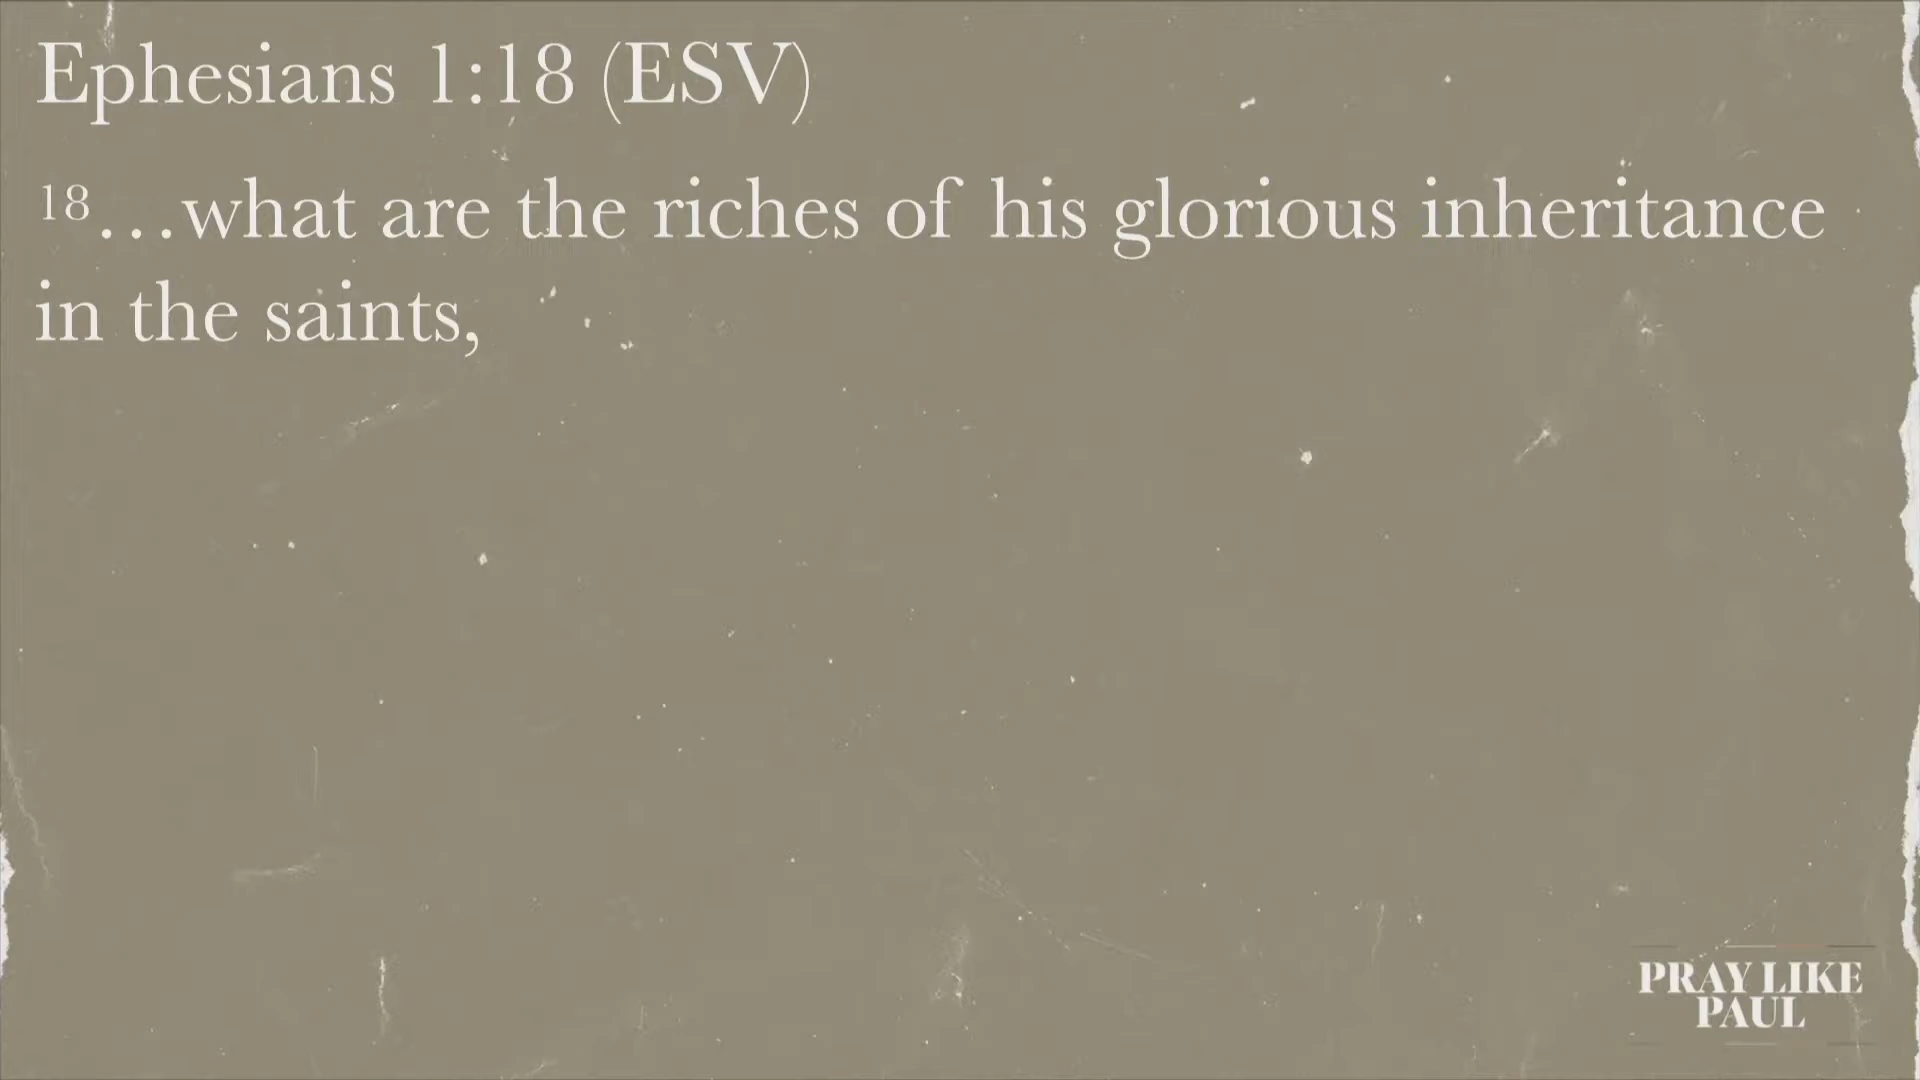 Ephesians 1:18 (ESV)
18…what are the riches of his glorious inheritance
in the saints,
PRAY LIKE
PAUL